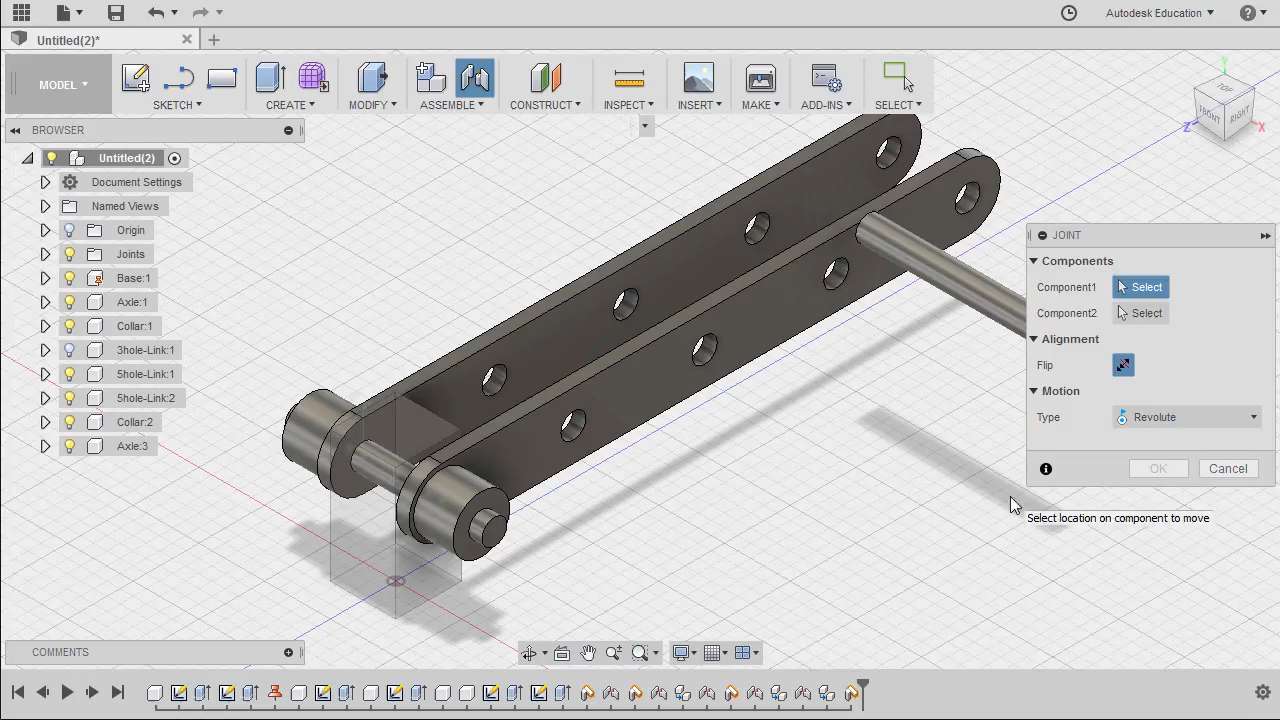 Autodesk Education
Untitled(2)*
MODEL
SKETCH
CREATE
MODIFY
ASSEMBLE
CONSTRUCT
INSPECT
INSERT
MAKE
ADD-INS
SELECT
BROWSER
Untitled(2)
Document Settings
Named Views
Origin
Joints
Base:1
Axle:1
Collar:1
3hole-Link:1
5hole-Link:1
5hole-Link:2
Collar:2
Axle:3
Y
TOP
FRONT
RIGHT
Z
X
JOINT
Components
Component1 Select
Component2 Select
Alignment
Flip
Motion
Type Revolute
OK Cancel
Select location on component to move
COMMENTS